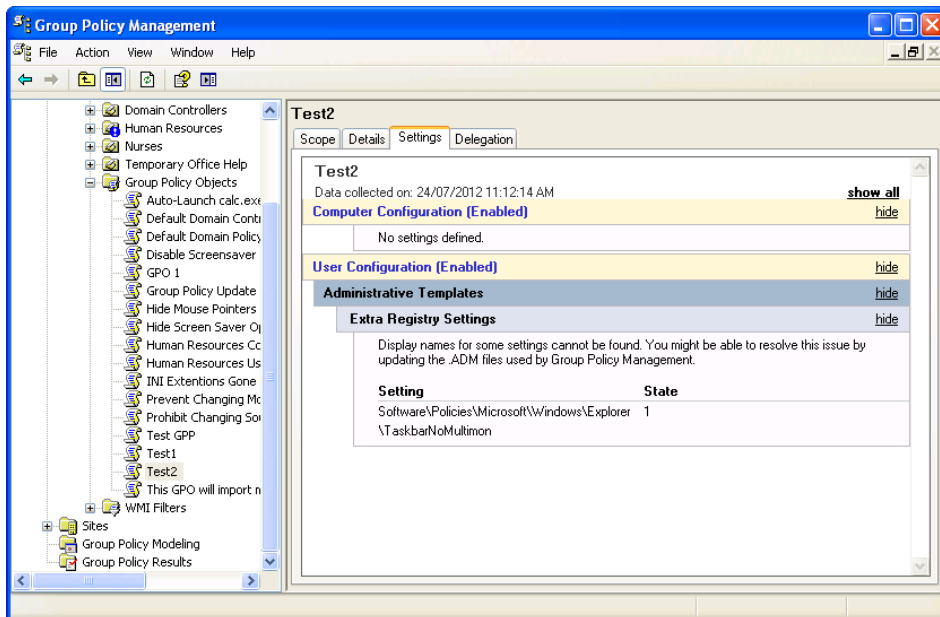 Group Policy Management
File Action View Window Help
Domain Controllers
Human Resources
Nurses
Temporary Office Help
Group Policy Objects
Auto-Launch calc.exe
Default Domain Contr
Default Domain Policy
Disable Screensaver
GPO 1
Group Policy Update
Hide Mouse Pointers
Hide Screen Saver Op
Human Resources Co
Human Resources Us
INI Extentions Gone
Prevent Changing Mo
Prohibit Changing Sou
Test GPP
Test1
Test2
This GPO will import n
WMI Filters
Sites
Group Policy Modeling
Group Policy Results
Test2
Scope Details Settings Delegation
Test2
Data collected on: 24/07/2012 11:12:14 AM show all
Computer Configuration (Enabled) hide
No settings defined.
User Configuration (Enabled) hide
Administrative Templates hide
Extra Registry Settings hide
Display names for some settings cannot be found. You might be able to resolve this issue by
updating the .ADM files used by Group Policy Management.
Setting State
Software\Policies\Microsoft\Windows\Explorer 1
\TaskbarNoMultimon